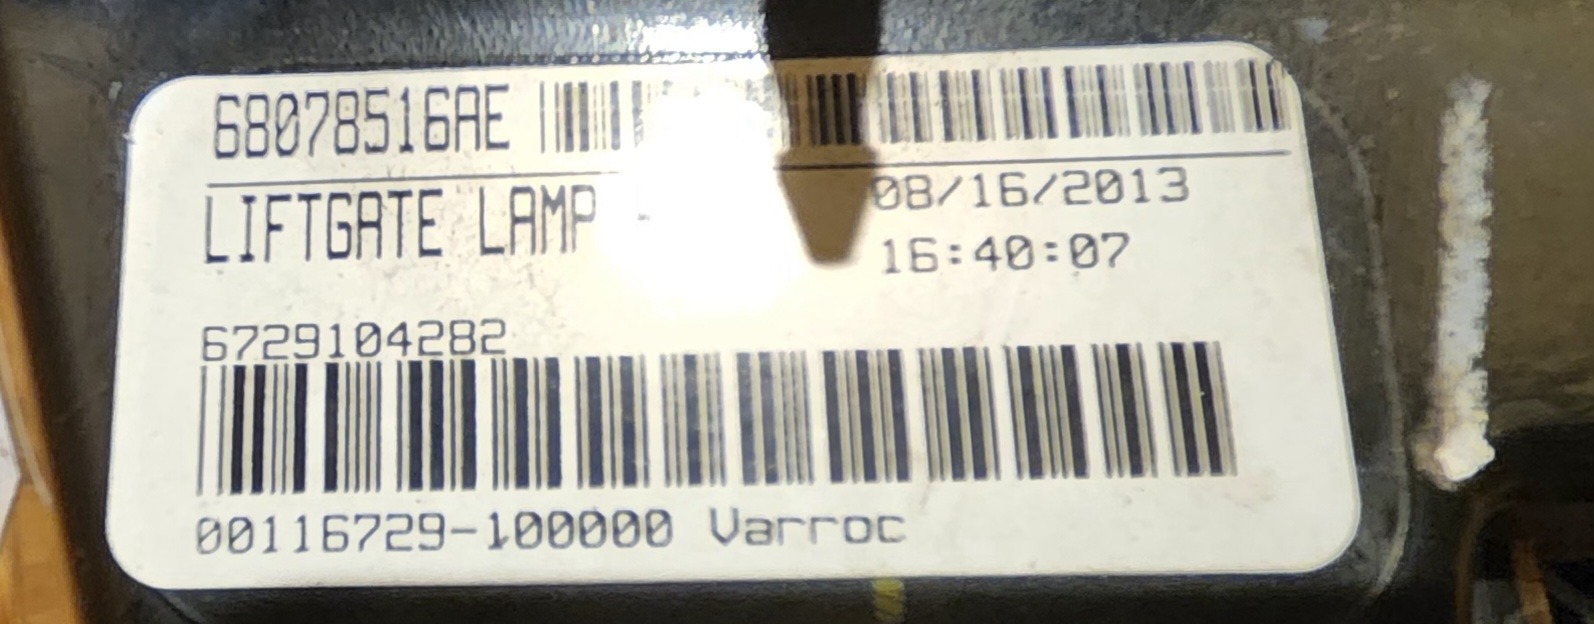 68078516AE
LIFTGATE LAMP
08/16/2013
16:40:07
6729104282
00116729-100000 Varroc